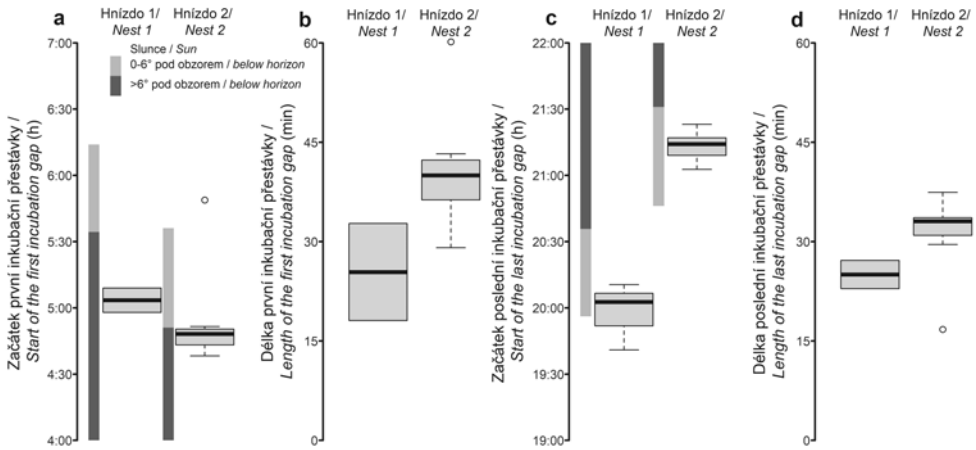 a
Hnízdo 1/ Hnízdo 2/
Nest 1 Nest 2
Začátek první inkubační přestávky /
Start of the first incubation gap (h)
7:00
6:30
6:00
5:30
5:00
4:30
4:00
Slunce / Sun
0-6° pod obzorem / below horizon
>6° pod obzorem / below horizon
b
Hnízdo 1/ Hnízdo 2/
Nest 1 Nest 2
Délka první inkubační přestávky /
Length of the first incubation gap (min)
60
45
30
15
0
c
Hnízdo 1/ Hnízdo 2/
Nest 1 Nest 2
Začátek poslední inkubační přestávky /
Start of the last incubation gap (h)
22:00
21:30
21:00
20:30
20:00
19:30
19:00
d
Hnízdo 1/ Hnízdo 2/
Nest 1 Nest 2
Délka poslední inkubační přestávky /
Length of the last incubation gap (min)
60
45
30
15
0